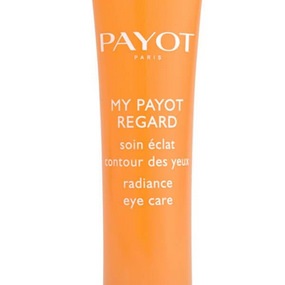 PAYOT
PARIS
MY PAYOT
REGARD
soin éclat
contour des yeux
radiance
eye care